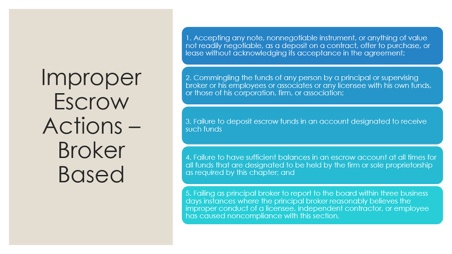 Improper
Escrow
Actions –
Broker
Based
1. Accepting any note, nonnegotiable instrument, or anything of value
not readily negotiable, as a deposit on a contract, offer to purchase, or
lease without acknowledging its acceptance in the agreement;
2. Commingling the funds of any person by a principal or supervising
broker or his employees or associates or any licensee with his own funds,
or those of his corporation, firm, or association;
3. Failure to deposit escrow funds in an account designated to receive
such funds
4. Failure to have sufficient balances in an escrow account at all times for
all funds that are designated to be held by the firm or sole proprietorship
as required by this chapter; and
5. Failing as principal broker to report to the board within three business
days instances where the principal broker reasonably believes the
improper conduct of a licensee, independent contractor, or employee
has caused noncompliance with this section.